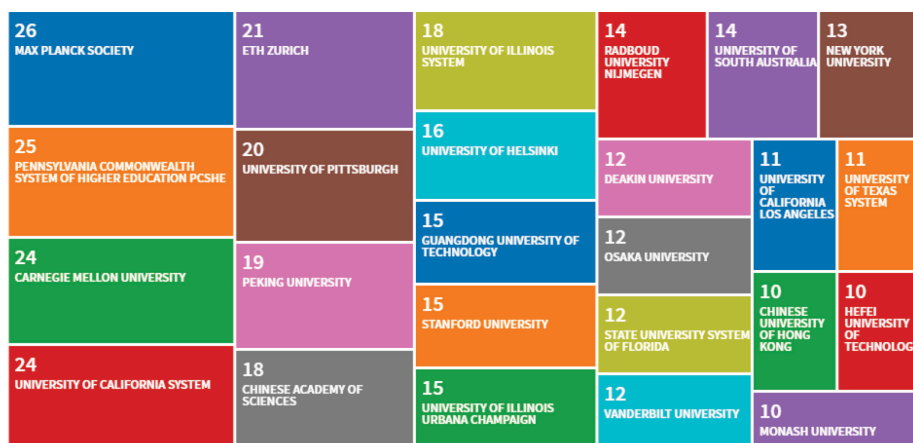 26
MAX PLANCK SOCIETY
25
PENNSYLVANIA COMMONWEALTH
SYSTEM OF HIGHER EDUCATION PCSHE
24
CARNEGIE MELLON UNIVERSITY
24
UNIVERSITY OF CALIFORNIA SYSTEM
21
ETH ZURICH
20
UNIVERSITY OF PITTSBURGH
19
PEKING UNIVERSITY
18
CHINESE ACADEMY OF
SCIENCES
18
UNIVERSITY OF ILLINOIS
SYSTEM
16
UNIVERSITY OF HELSINKI
15
GUANGDONG UNIVERSITY OF
TECHNOLOGY
15
STANFORD UNIVERSITY
15
UNIVERSITY OF ILLINOIS
URBANA CHAMPAIGN
14
RADBOUD
UNIVERSITY
NIJMEGEN
14
UNIVERSITY OF
SOUTH AUSTRALIA
13
NEW YORK
UNIVERSITY
12
DEAKIN UNIVERSITY
12
OSAKA UNIVERSITY
12
STATE UNIVERSITY SYSTEM
OF FLORIDA
12
VANDERBILT UNIVERSITY
11
UNIVERSITY
OF
CALIFORNIA
LOS ANGELES
11
UNIVERSITY
OF TEXAS
SYSTEM
10
CHINESE
UNIVERSITY
OF HONG
KONG
10
HEFEI
UNIVERSITY
OF
TECHNOLOG
10
MONASH UNIVERSITY